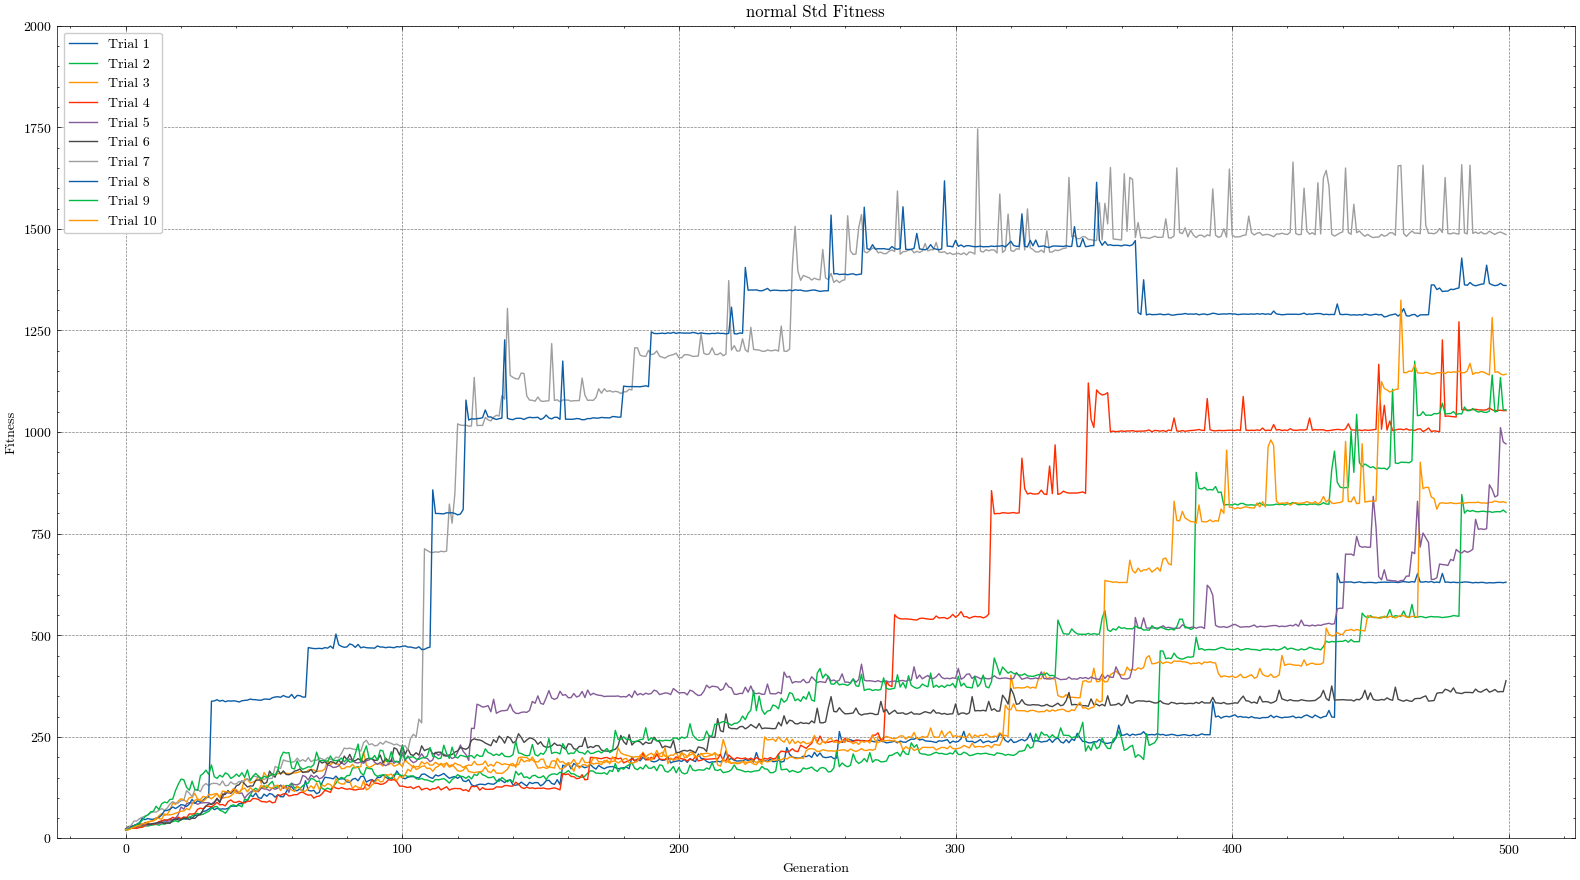 normal Std Fitness
2000
1750
1500
1250
1000
750
500
250
0
Fitness
Trial 1
Trial 2
Trial 3
Trial 4
Trial 5
Trial 6
Trial 7
Trial 8
Trial 9
Trial 10
0 100 200 300 400 500
Generation